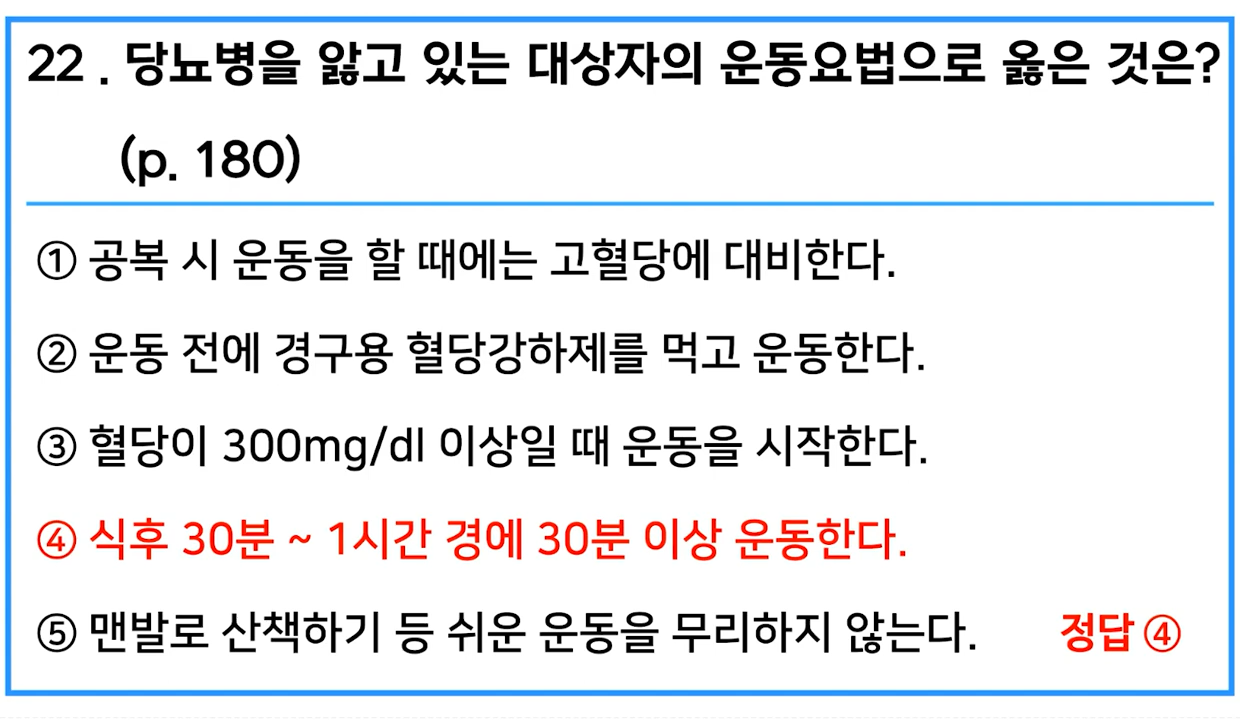 22 . 당뇨병을 앓고 있는 대상자의 운동요법으로 옳은 것은?
(p. 180)
① 공복 시 운동을 할 때에는 고혈당에 대비한다.
② 운동 전에 경구용 혈당강하제를 먹고 운동한다.
③ 혈당이 300mg/dl 이상일 때 운동을 시작한다.
④ 식후 30분 ~ 1시간 경에 30분 이상 운동한다.
⑤ 맨발로 산책하기 등 쉬운 운동을 무리하지 않는다. 정답 ④